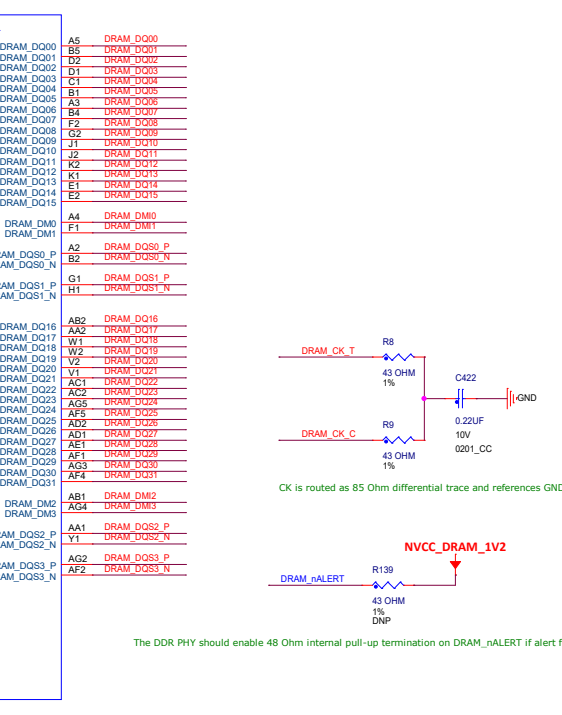 DRAM_DQ00 A5 DRAM_DQ00
DRAM_DQ01 B5 DRAM_DQ01
DRAM_DQ02 D2 DRAM_DQ02
DRAM_DQ03 D1 DRAM_DQ03
DRAM_DQ04 C1 DRAM_DQ04
DRAM_DQ05 B1 DRAM_DQ05
DRAM_DQ06 A3 DRAM_DQ06
DRAM_DQ07 B4 DRAM_DQ07
DRAM_DQ08 F2 DRAM_DQ08
DRAM_DQ09 G2 DRAM_DQ09
DRAM_DQ10 J1 DRAM_DQ10
DRAM_DQ11 J2 DRAM_DQ11
DRAM_DQ12 K2 DRAM_DQ12
DRAM_DQ13 K1 DRAM_DQ13
DRAM_DQ14 E1 DRAM_DQ14
DRAM_DQ15 E2 DRAM_DQ15
DRAM_DM0 A4 DRAM_DMI0
DRAM_DM1 F1 DRAM_DMI1
AM_DQS0_P A2 DRAM_DQS0_P
AM_DQS0_N B2 DRAM_DQS0_N
AM_DQS1_P G1 DRAM_DQS1_P
AM_DQS1_N H1 DRAM_DQS1_N
DRAM_DQ16 AB2 DRAM_DQ16
DRAM_DQ17 AA2 DRAM_DQ17
DRAM_DQ18 W1 DRAM_DQ18
DRAM_DQ19 W2 DRAM_DQ19
DRAM_DQ20 V2 DRAM_DQ20
DRAM_DQ21 V1 DRAM_DQ21
DRAM_DQ22 AC1 DRAM_DQ22
DRAM_DQ23 AC2 DRAM_DQ23
DRAM_DQ24 AG5 DRAM_DQ24
DRAM_DQ25 AF5 DRAM_DQ25
DRAM_DQ26 AD2 DRAM_DQ26
DRAM_DQ27 AD1 DRAM_DQ27
DRAM_DQ28 AE1 DRAM_DQ28
DRAM_DQ29 AF1 DRAM_DQ29
DRAM_DQ30 AG3 DRAM_DQ30
DRAM_DQ31 AF4 DRAM_DQ31
DRAM_DM2 AB1 DRAM_DMI2
DRAM_DM3 AG4 DRAM_DMI3
AM_DQS2_P AA1 DRAM_DQS2_P
AM_DQS2_N Y1 DRAM_DQS2_N
AM_DQS3_P AG2 DRAM_DQS3_P
AM_DQS3_N AF2 DRAM_DQS3_N
R8
DRAM_CK_T
43 OHM
1%
C422
GND
0.22UF
10V
0201_CC
R9
DRAM_CK_C
43 OHM
1%
CK is routed as 85 Ohm differential trace and references GND
NVCC_DRAM_1V2
R139
DRAM_nALERT
43 OHM
1%
DNP
The DDR PHY should enable 48 Ohm internal pull-up termination on DRAM_nALERT if alert f